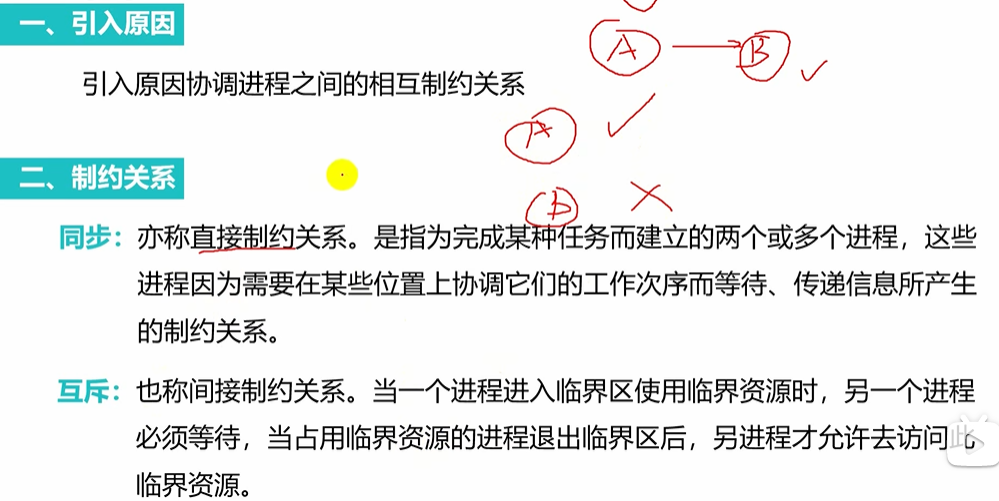 一、引入原因
A B
引入原因协调进程之间的相互制约关系
A
二、制约关系
B
同步：亦称直接制约关系。是指为完成某种任务而建立的两个或多个进程，这些
进程因为需要在某些位置上协调它们的工作次序而等待、传递信息所产生
的制约关系。
互斥：也称间接制约关系。当一个进程进入临界区使用临界资源时，另一个进程
必须等待，当占用临界资源的进程退出临界区后，另进程才允许去访问此
临界资源。